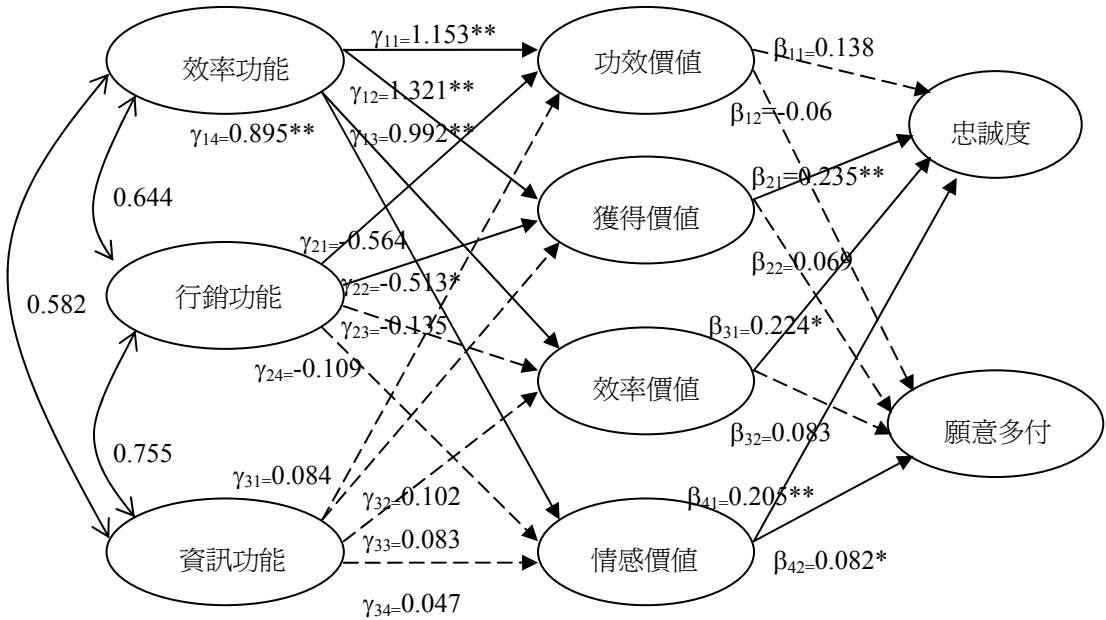 γ11=1.153**
β11=0.138
效率功能
功效價值
γ12=1.321**
β12=-0.06
忠誠度
γ14=0.895**
γ13=0.992**
0.644
β21=0.235**
獲得價值
γ21=-0.564
β22=0.069
0.582
行銷功能
γ22=-0.513*
γ23=-0.135
β31=0.224*
γ24=-0.109
效率價值
β32=0.083
願意多付
0.755
γ31=0.084
γ32=0.102
β41=0.205**
γ33=0.083
資訊功能
情感價值
β42=0.082*
γ34=0.047